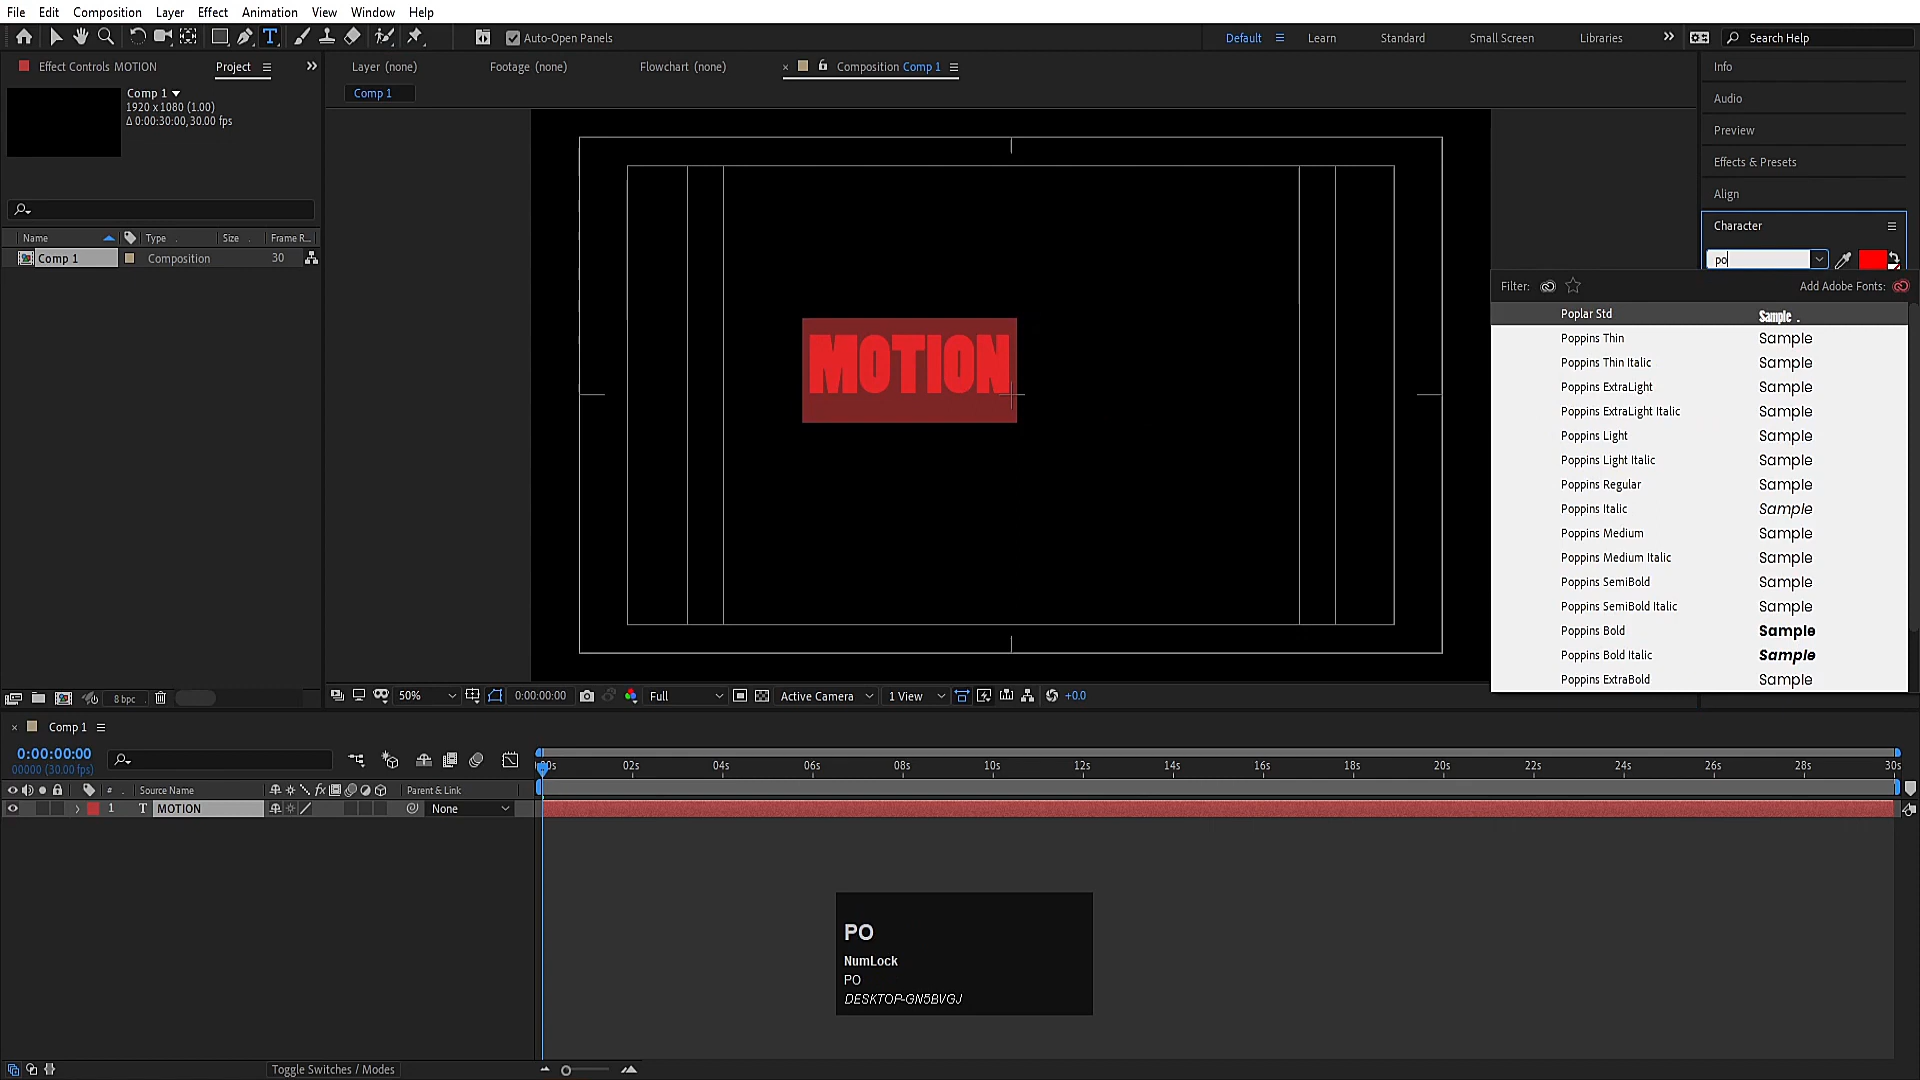 File Edit Composition Layer Effect Animation View Window Help
Auto-Open Panels Default Learn Standard Small Screen Libraries Search Help
Effect Controls MOTION Project Layer (none) Footage (none) Flowchart (none) Composition Comp 1 Info
Comp 1
1920 x 1080 (1.00)
Δ 0:00:30:00, 30.00 fps
Comp 1
Audio
Preview
Effects & Presets
Align
Character
po
Name Type Size Frame R...
Comp 1 Composition 30
MOTION
Filter: Add Adobe Fonts:
Poplar Std Sample
Poppins Thin Sample
Poppins Thin Italic Sample
Poppins ExtraLight Sample
Poppins ExtraLight Italic Sample
Poppins Light Sample
Poppins Light Italic Sample
Poppins Regular Sample
Poppins Italic Sample
Poppins Medium Sample
Poppins Medium Italic Sample
Poppins SemiBold Sample
Poppins SemiBold Italic Sample
Poppins Bold Sample
Poppins Bold Italic Sample
Poppins ExtraBold Sample
8 bpc 50% 0:00:00:00 Full Active Camera 1 View +0.0
Comp 1
0:00:00:00
00000 (30.00 fps)
02s 04s 06s 08s 10s 12s 14s 16s 18s 20s 22s 24s 26s 28s 30s
# Source Name fx Parent & Link
1 T MOTION None
PO
NumLock
PO
DESKTOP-GN5BVGJ
Toggle Switches / Modes